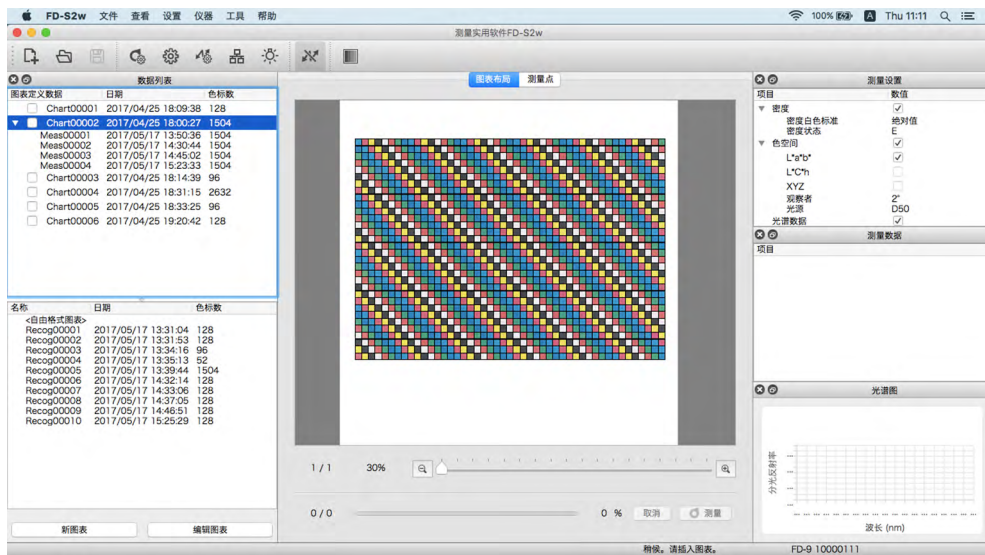 FD-S2w 文件 查看 设置 仪器 工具 帮助 100% Thu 11:11
测量实用软件FD-S2w
数据列表
图表定义数据 日期 色标数
Chart00001 2017/04/25 18:09:38 128
Chart00002 2017/04/25 18:00:27 1504
Meas00001 2017/05/17 13:50:36 1504
Meas00002 2017/05/17 14:30:44 1504
Meas00003 2017/05/17 14:45:02 1504
Meas00004 2017/05/17 15:23:33 1504
Chart00003 2017/04/25 18:14:39 96
Chart00004 2017/04/25 18:31:15 2632
Chart00005 2017/04/25 18:33:25 96
Chart00006 2017/04/25 19:20:42 128
名称 日期 色标数
<自由格式图表>
Recog00001 2017/05/17 13:31:04 128
Recog00002 2017/05/17 13:31:53 128
Recog00003 2017/05/17 13:34:16 96
Recog00004 2017/05/17 13:35:13 52
Recog00005 2017/05/17 13:39:44 1504
Recog00006 2017/05/17 14:32:14 128
Recog00007 2017/05/17 14:33:06 128
Recog00008 2017/05/17 14:37:05 128
Recog00009 2017/05/17 14:46:51 128
Recog00010 2017/05/17 15:25:29 128
新图表 编辑图表
图表布局 测量点
1 / 1 30%
0 / 0 0 % 取消 测量
测量设置
项目 数值
密度
密度白色标准 绝对值
密度状态 E
色空间
L*a*b*
L*C*h
XYZ
观察者 2°
光源 D50
光谱数据
测量数据
项目
光谱图
分光反射率
波长 (nm)
稍候。请插入图表。 FD-9 10000111